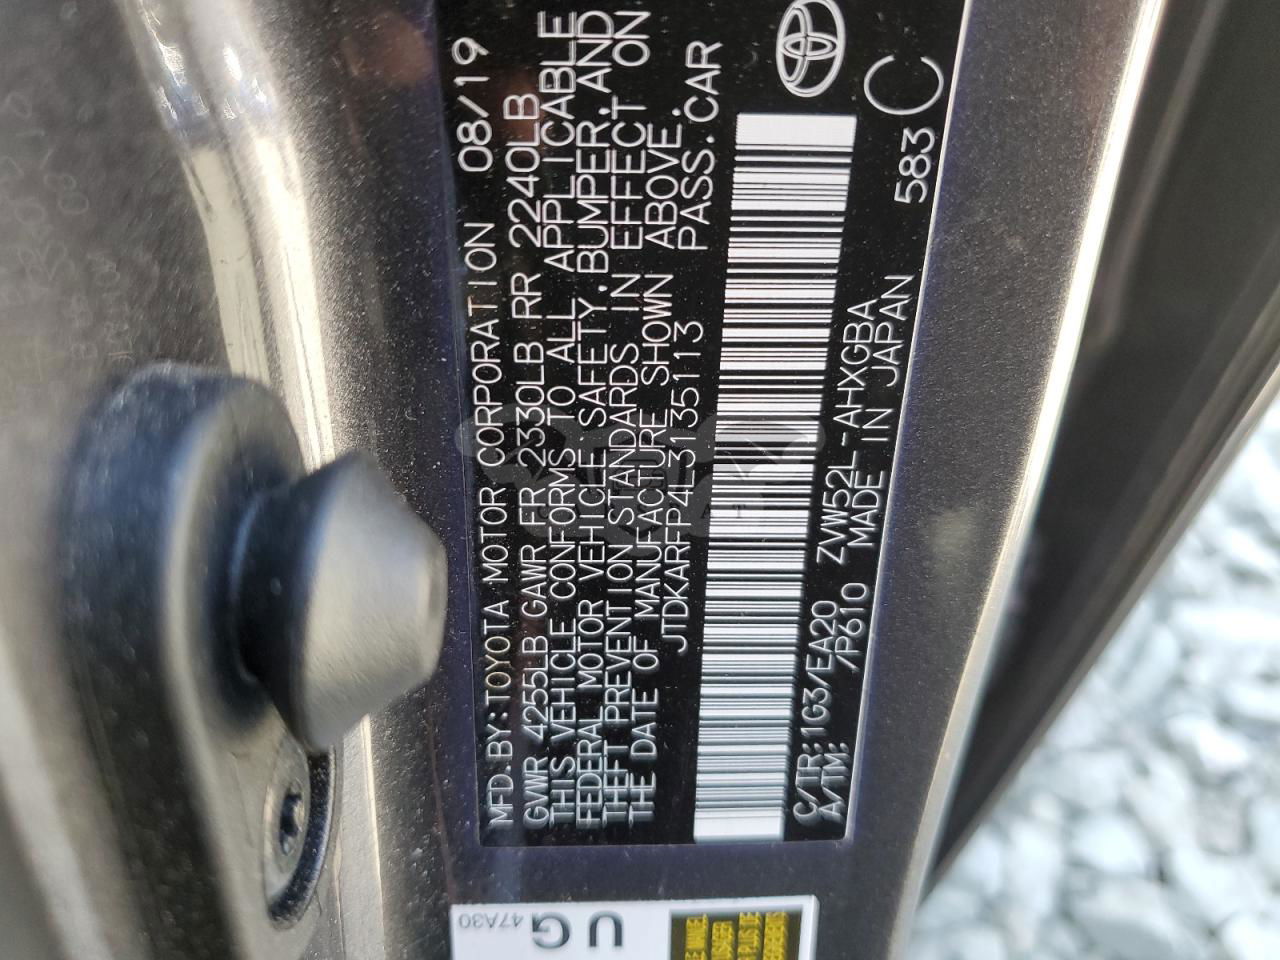 MFD.BY:TOYOTA MOTOR CORPORATION 08/19
GVWR 4255LB GAWR FR 2330LB RR 2240LB
THIS VEHICLE CONFORMS TO ALL APPLICABLE
FEDERAL MOTOR VEHICLE SAFETY,BUMPER,AND
THEFT PREVENTION STANDARDS IN EFFECT ON
THE DATE OF MANUFACTURE SHOWN ABOVE.
JTDKARFP4L3135113 PASS.CAR
C/TR:1G3/EA20 ZVW52L-AHXGBA
A/TM: /P610 MADE IN JAPAN 583 C
UG
47A30